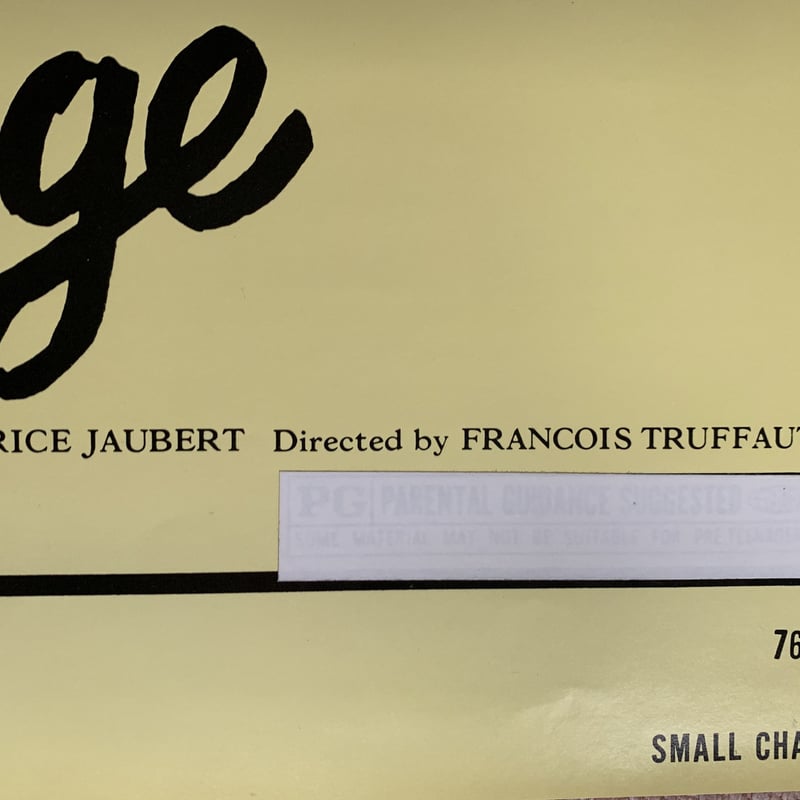 ge
RICE JAUBERT Directed by FRANCOIS TRUFFAUT
PG PARENTAL GUIDANCE SUGGESTED
SOME MATERIAL MAY NOT BE SUITABLE FOR PRE-TEENAGERS
76
SMALL CHA